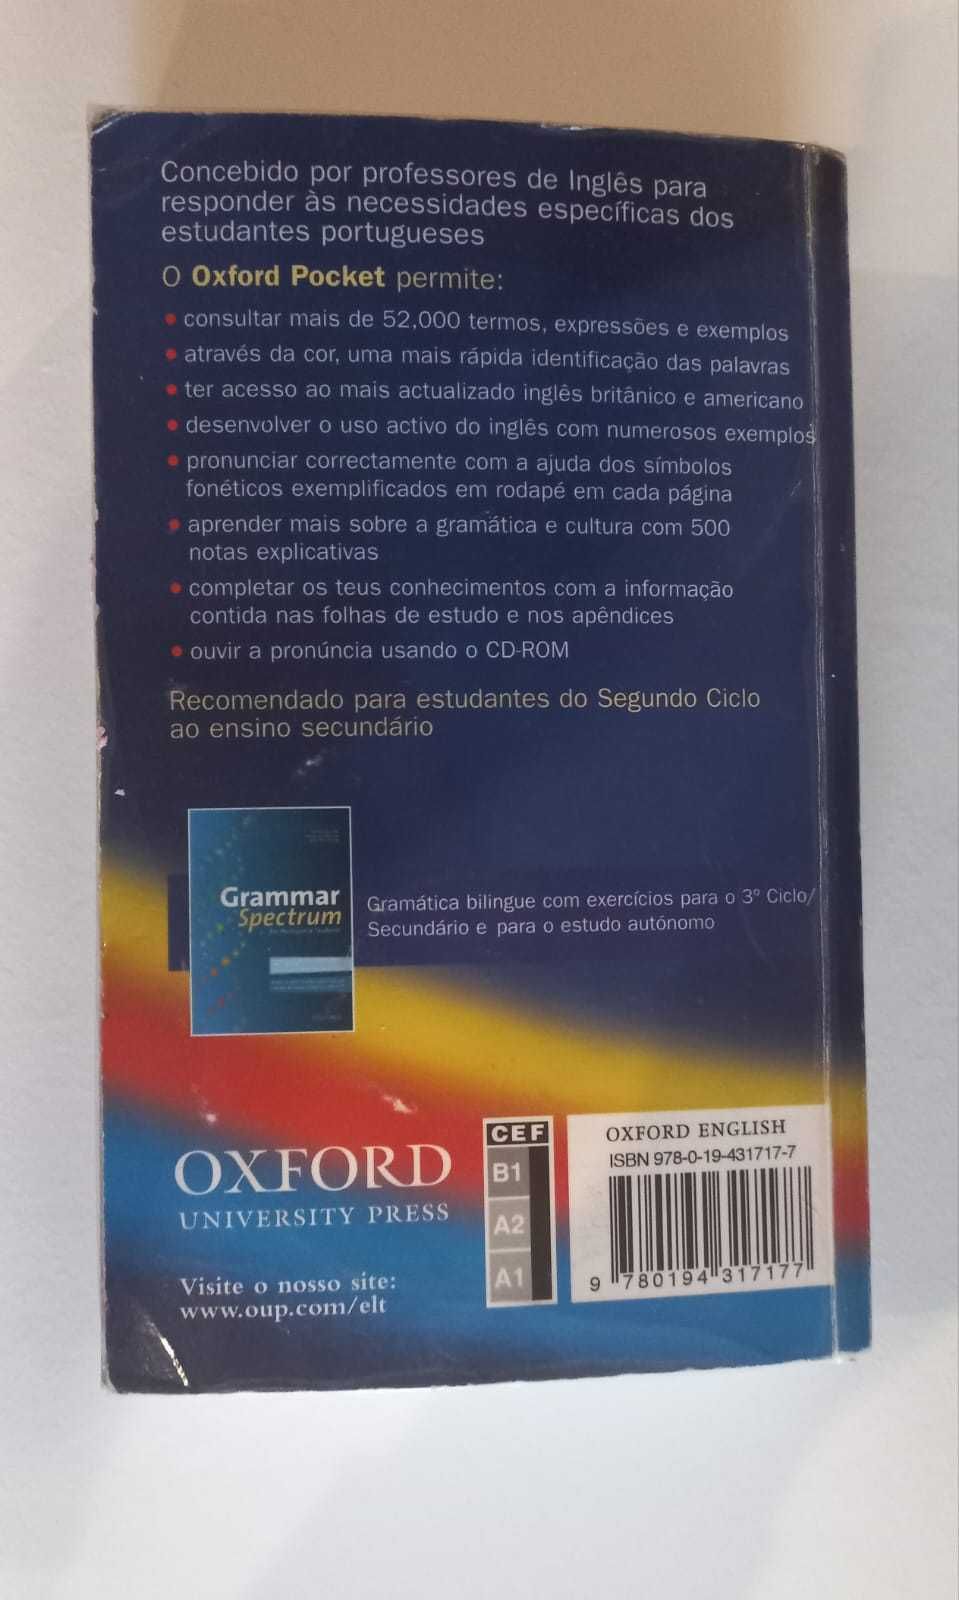 Concebido por professores de Inglês para
responder às necessidades específicas dos
estudantes portugueses
O Oxford Pocket permite:
• consultar mais de 52,000 termos, expressões e exemplos
• através da cor, uma mais rápida identificação das palavras
• ter acesso ao mais actualizado inglês britânico e americano
• desenvolver o uso activo do inglês com numerosos exemplos
• pronunciar correctamente com a ajuda dos símbolos
fonéticos exemplificados em rodapé em cada página
• aprender mais sobre a gramática e cultura com 500
notas explicativas
• completar os teus conhecimentos com a informação
contida nas folhas de estudo e nos apêndices
• ouvir a pronúncia usando o CD-ROM
Recomendado para estudantes do Segundo Ciclo
ao ensino secundário
Grammar
Spectrum
Gramática bilingue com exercícios para o 3º Ciclo/
Secundário e para o estudo autónomo
OXFORD
UNIVERSITY PRESS
Visite o nosso site:
www.oup.com/elt
CEF
B1
A2
A1
OXFORD ENGLISH
ISBN 978-0-19-431717-7
9 780194 317177